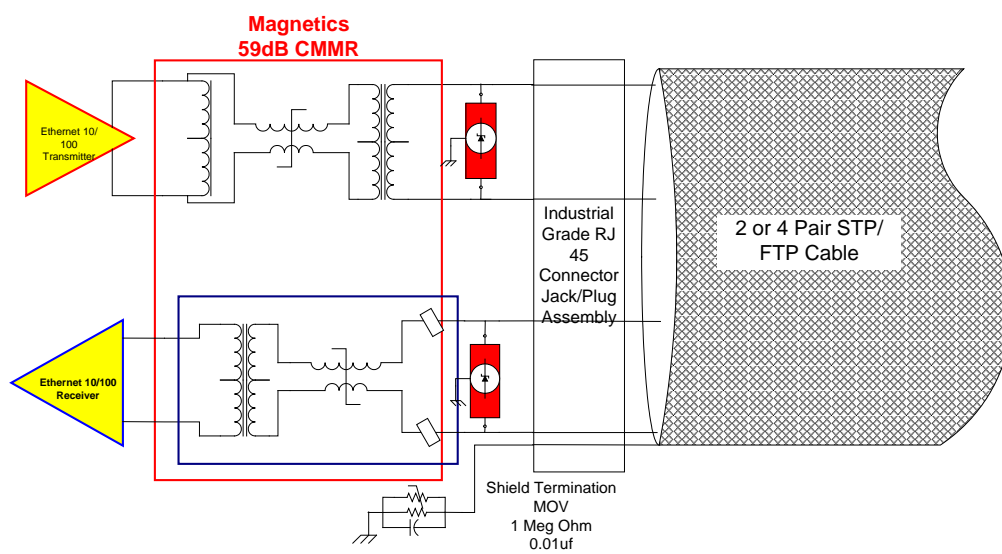 Magnetics
59dB CMMR
Ethernet 10/
100
Transmitter
Industrial
Grade RJ
45
Connector
Jack/Plug
Assembly
2 or 4 Pair STP/
FTP Cable
Ethernet 10/100
Receiver
Shield Termination
MOV
1 Meg Ohm
0.01uf